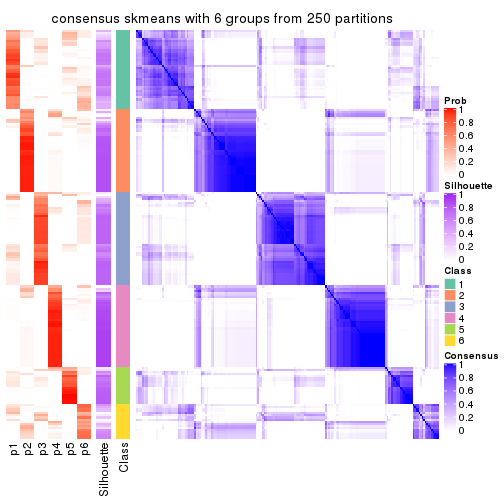 consensus skmeans with 6 groups from 250 partitions
Prob
1
0.8
0.6
0.4
0.2
0
Silhouette
1
0.8
0.6
0.4
0.2
0
Class
1
2
3
4
5
6
Consensus
1
0.8
0.6
0.4
0.2
0
p1
p2
p3
p4
p5
p6
Silhouette
Class